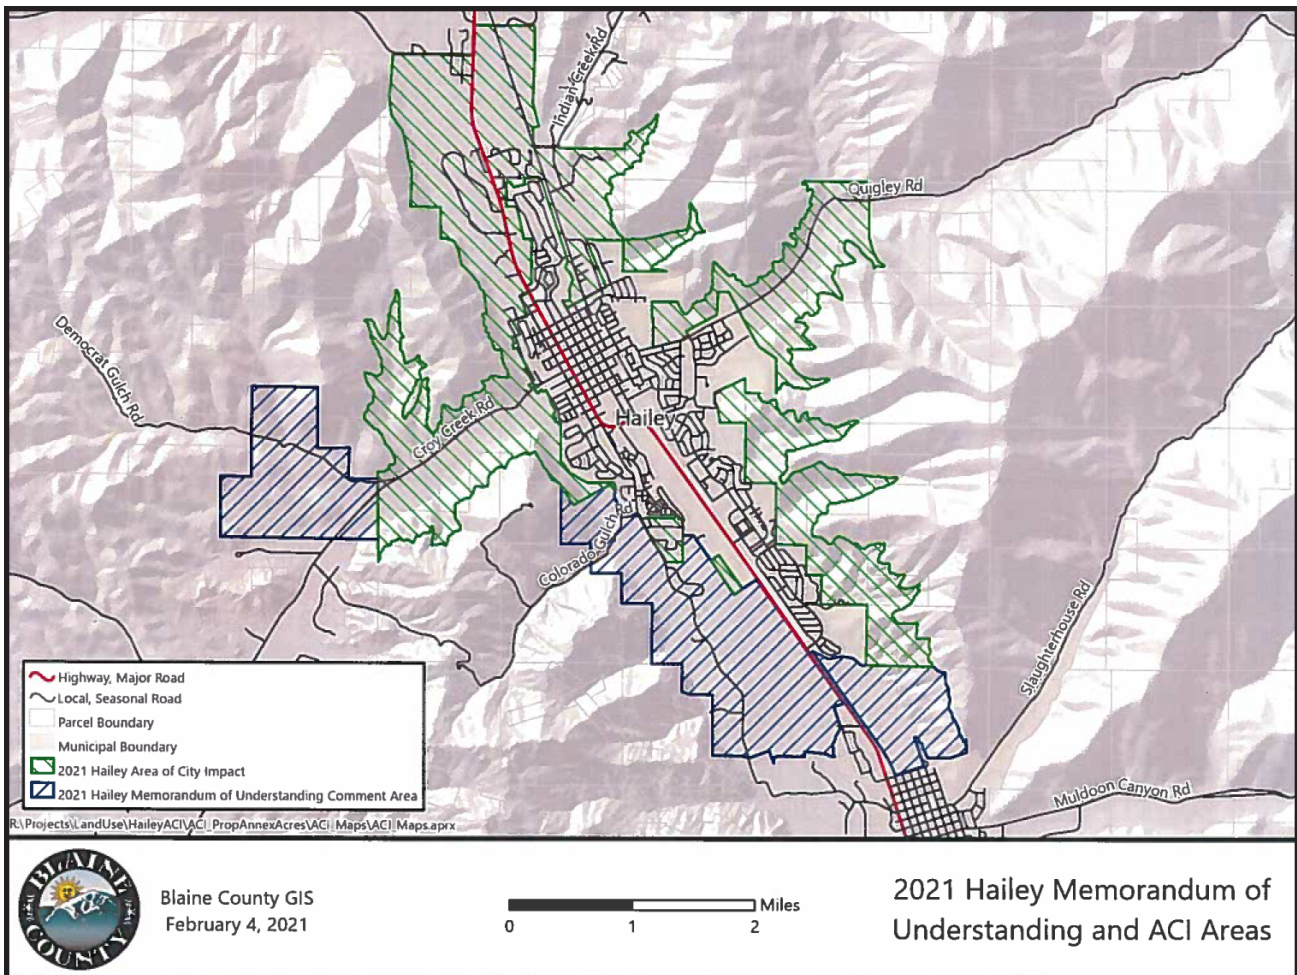 Indian Creek Rd
Quigley Rd
Democrat Gulch Rd
Croy Creek Rd
Hailey
Colorado Gulch Rd
Slaughterhouse Rd
Muldoon Canyon Rd
Highway, Major Road
Local, Seasonal Road
Parcel Boundary
Municipal Boundary
2021 Hailey Area of City Impact
2021 Hailey Memorandum of Understanding Comment Area
R:\Projects\LandUse\HaileyACI\ACI_PropAnnexAcres\ACI_Maps\ACI_Maps.aprx
BLAINE
COUNTY
Blaine County GIS
February 4, 2021
Miles
0 1 2
2021 Hailey Memorandum of
Understanding and ACI Areas